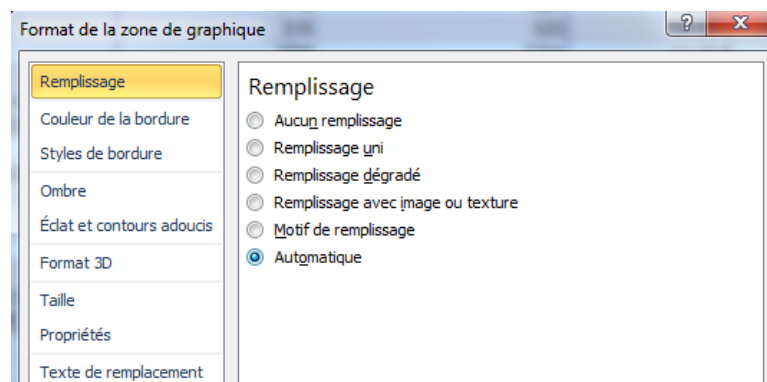 Format de la zone de graphique
? X
Remplissage
Couleur de la bordure
Styles de bordure
Ombre
Éclat et contours adoucis
Format 3D
Taille
Propriétés
Texte de remplacement
Remplissage
Aucun remplissage
Remplissage uni
Remplissage dégradé
Remplissage avec image ou texture
Motif de remplissage
Automatique